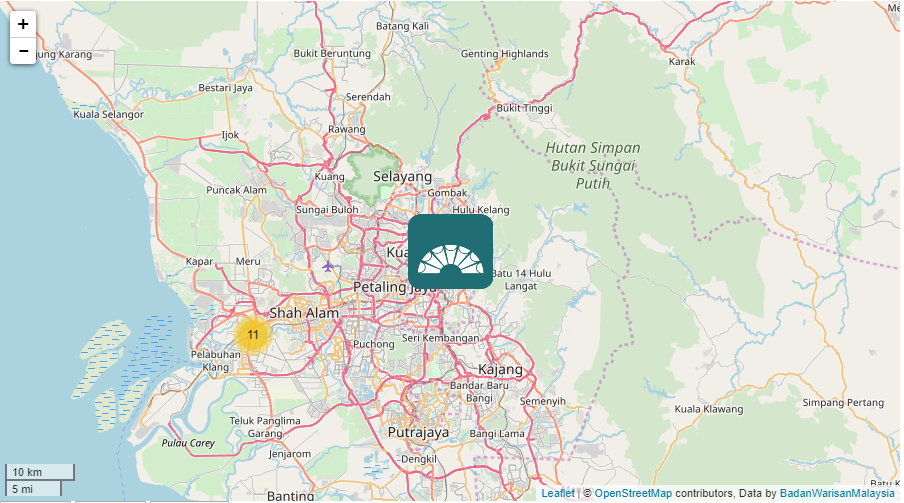 +
−
Batang Kali
jung Karang
Bukit Beruntung
Genting Highlands
Karak
Bestari Jaya
Serendah
Kuala Selangor
Bukit Tinggi
Ijok
Rawang
Hutan Simpan
Bukit Sungai
Putih
Kuang
Selayang
Puncak Alam
Gombak
Sungai Buloh
Hulu Kelang
Kua
Kapar
Meru
Batu 14 Hulu
Langat
Petaling Jaya
Shah Alam
11
Puchong
Seri Kembangan
Pelabuhan
Klang
Kajang
Bandar Baru
Bangi
Semenyih
Kuala Klawang
Simpang Pertang
Teluk Panglima
Garang
Putrajaya
Bangi Lama
Pulau Carey
Jenjarom
Dengkil
10 km
5 mi
Banting
Leaflet | © OpenStreetMap contributors, Data by BadanWarisanMalaysia